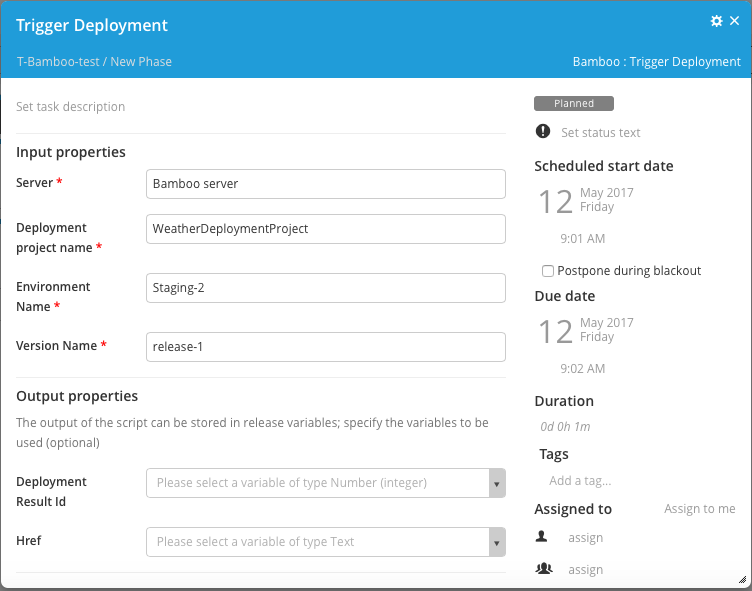 Trigger Deployment
T-Bamboo-test / New Phase
Bamboo : Trigger Deployment
Set task description
Input properties
Server *
Bamboo server
Deployment
project name *
WeatherDeploymentProject
Environment
Name *
Staging-2
Version Name *
release-1
Output properties
The output of the script can be stored in release variables; specify the variables to be
used (optional)
Deployment
Result Id
Please select a variable of type Number (integer)
Href
Please select a variable of type Text
Planned
Set status text
Scheduled start date
12
May 2017
Friday
9:01 AM
Postpone during blackout
Due date
12
May 2017
Friday
9:02 AM
Duration
0d 0h 1m
Tags
Add a tag...
Assigned to
Assign to me
assign
assign